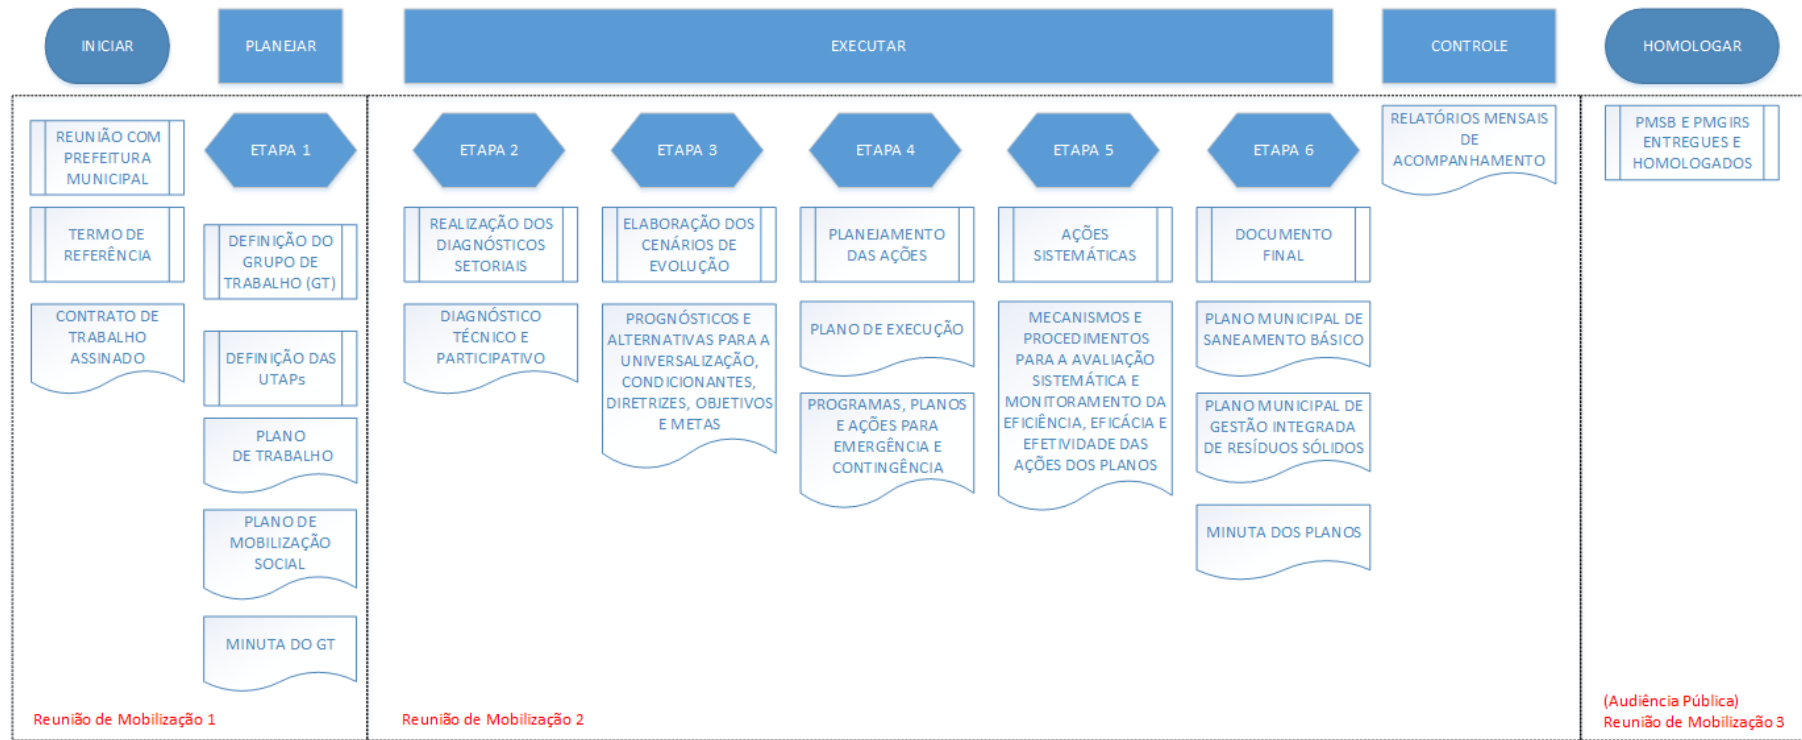 INICIAR
PLANEJAR
EXECUTAR
CONTROLE
HOMOLOGAR
REUNIÃO COM
PREFEITURA
MUNICIPAL
TERMO DE
REFERÊNCIA
CONTRATO DE
TRABALHO
ASSINADO
ETAPA 1
DEFINIÇÃO DO
GRUPO DE
TRABALHO (GT)
DEFINIÇÃO DAS
UTAPs
PLANO
DE TRABALHO
PLANO DE
MOBILIZAÇÃO
SOCIAL
MINUTA DO GT
Reunião de Mobilização 1
ETAPA 2
REALIZAÇÃO DOS
DIAGNÓSTICOS
SETORIAIS
DIAGNÓSTICO
TÉCNICO E
PARTICIPATIVO
ETAPA 3
ELABORAÇÃO DOS
CENÁRIOS DE
EVOLUÇÃO
PROGNÓSTICOS E
ALTERNATIVAS PARA A
UNIVERSALIZAÇÃO,
CONDICIONANTES,
DIRETRIZES, OBJETIVOS
E METAS
ETAPA 4
PLANEJAMENTO
DAS AÇÕES
PLANO DE EXECUÇÃO
PROGRAMAS, PLANOS
E AÇÕES PARA
EMERGÊNCIA E
CONTINGÊNCIA
ETAPA 5
AÇÕES
SISTEMÁTICAS
MECANISMOS E
PROCEDIMENTOS
PARA A AVALIAÇÃO
SISTEMÁTICA E
MONITORAMENTO DA
EFICIÊNCIA, EFICÁCIA E
EFETIVIDADE DAS
AÇÕES DOS PLANOS
ETAPA 6
DOCUMENTO
FINAL
PLANO MUNICIPAL DE
SANEAMENTO BÁSICO
PLANO MUNICIPAL DE
GESTÃO INTEGRADA
DE RESÍDUOS SÓLIDOS
MINUTA DOS PLANOS
RELATÓRIOS MENSAIS
DE
ACOMPANHAMENTO
Reunião de Mobilização 2
PMSB E PMGIRS
ENTREGUES E
HOMOLOGADOS
(Audiência Pública)
Reunião de Mobilização 3